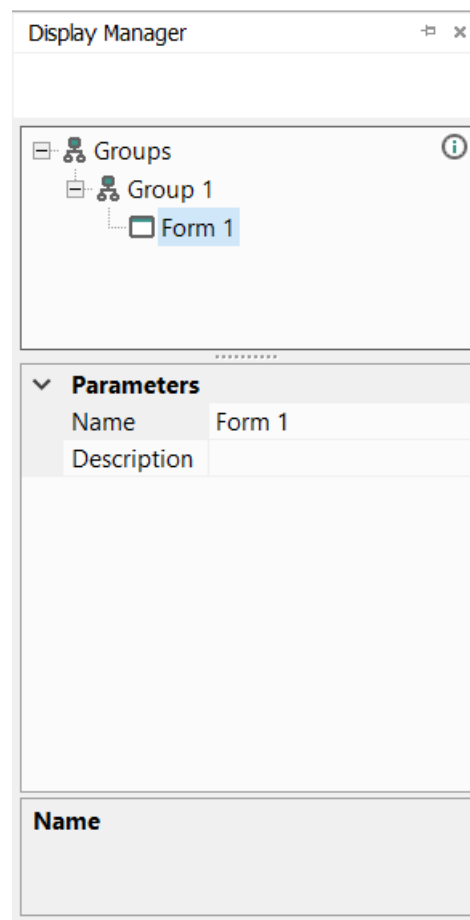 Display Manager
Groups
Group 1
Form 1
Parameters
Name Form 1
Description
Name